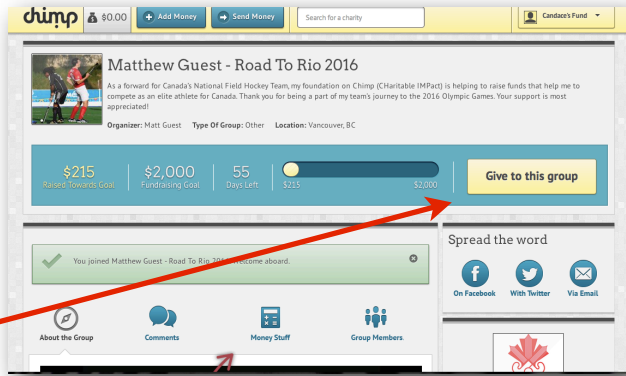 chimp $0.00 Add Money Send Money Search for a charity Candace's Fund
Matthew Guest - Road To Rio 2016
As a forward for Canada's National Field Hockey Team, my foundation on Chimp (CHaritable IMPact) is helping to raise funds that help me to
compete as an elite athlete for Canada. Thank you for being a part of my team's journey to the 2016 Olympic Games. Your support is most
appreciated!
Organizer: Matt Guest Type Of Group: Other Location: Vancouver, BC
$215 $2,000 55
Raised Towards Goal Fundraising Goal Days Left $215 $2,000
Give to this group
You joined Matthew Guest - Road To Rio 2016. Welcome aboard.
Spread the word
On Facebook With Twitter Via Email
About the Group Comments Money Stuff Group Members